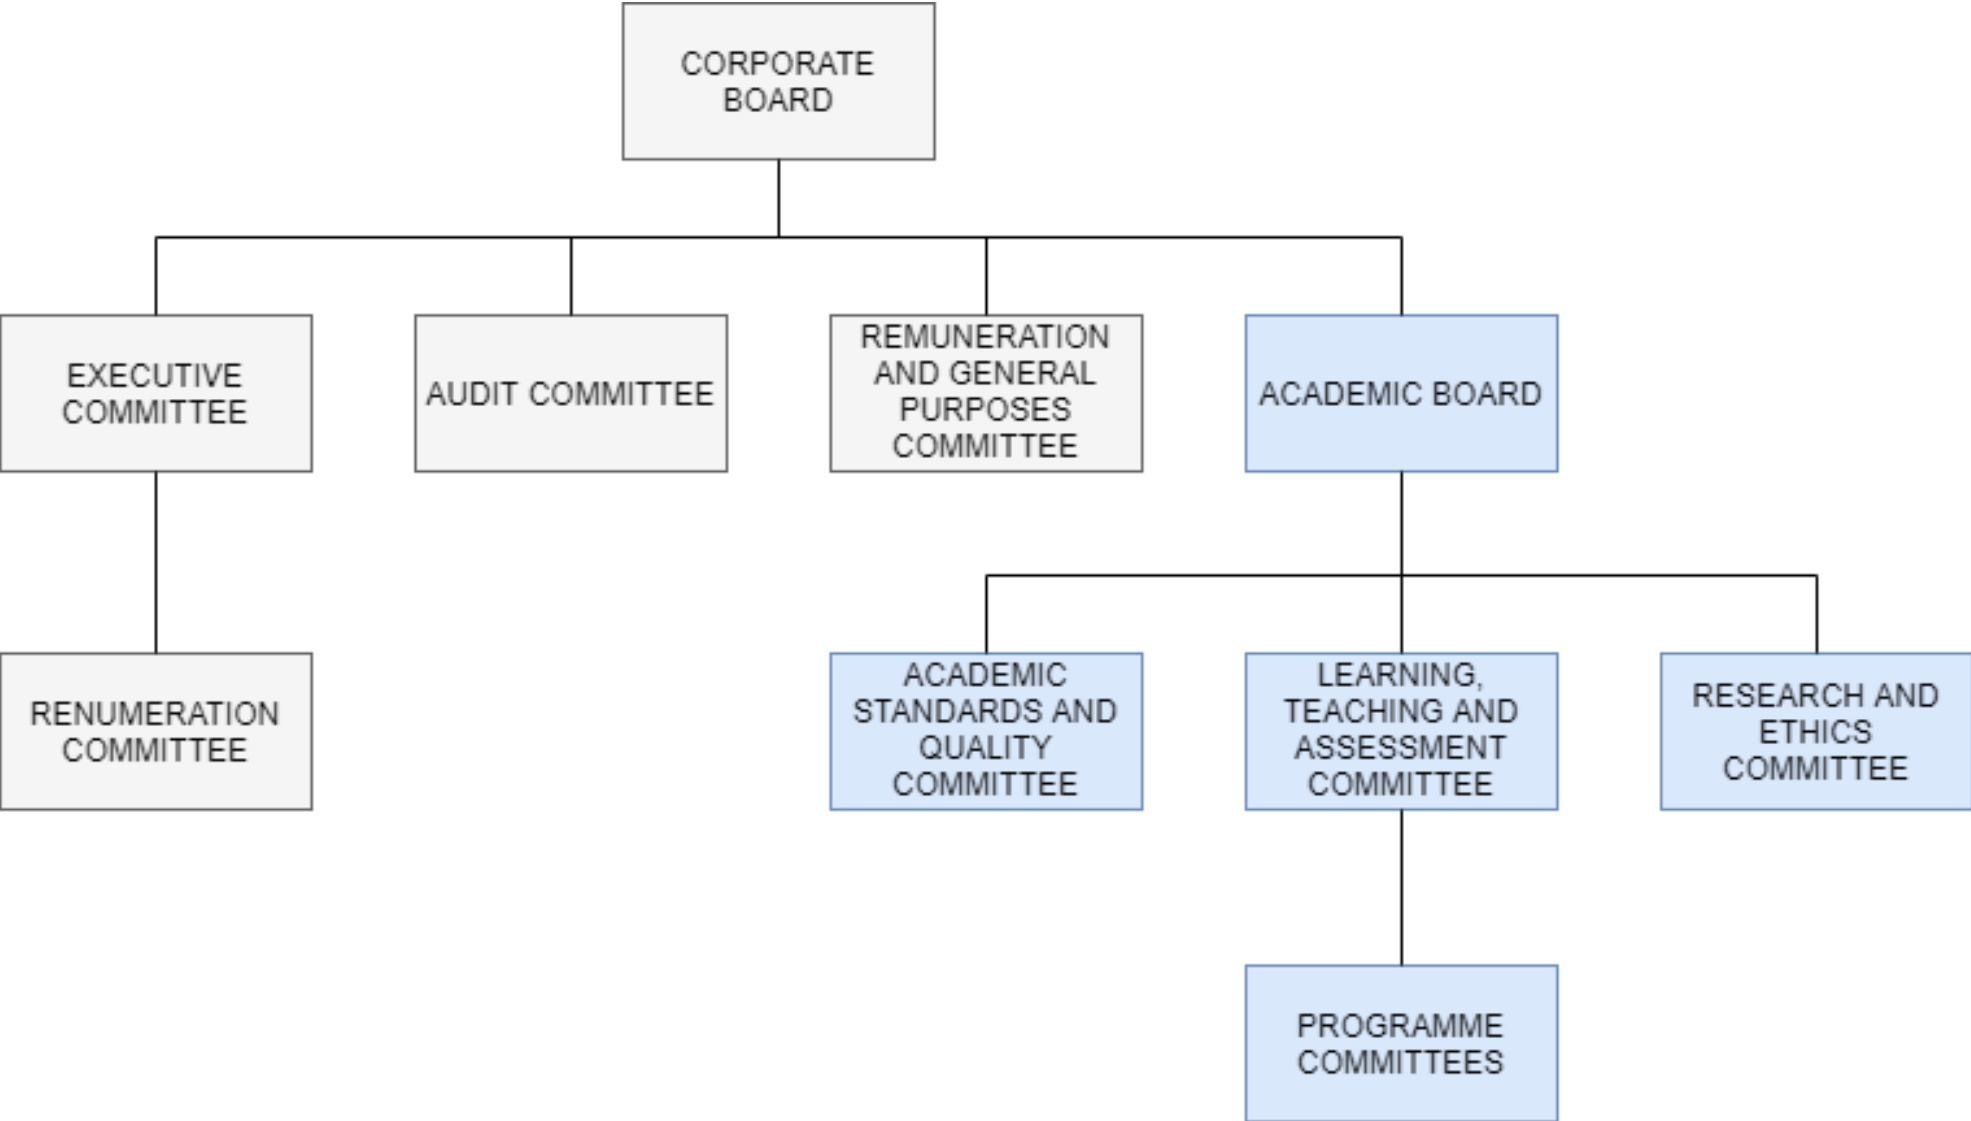 CORPORATE
BOARD
EXECUTIVE
COMMITTEE
AUDIT COMMITTEE
REMUNERATION
AND GENERAL
PURPOSES
COMMITTEE
ACADEMIC BOARD
RENUMERATION
COMMITTEE
ACADEMIC
STANDARDS AND
QUALITY
COMMITTEE
LEARNING,
TEACHING AND
ASSESSMENT
COMMITTEE
RESEARCH AND
ETHICS
COMMITTEE
PROGRAMME
COMMITTEES